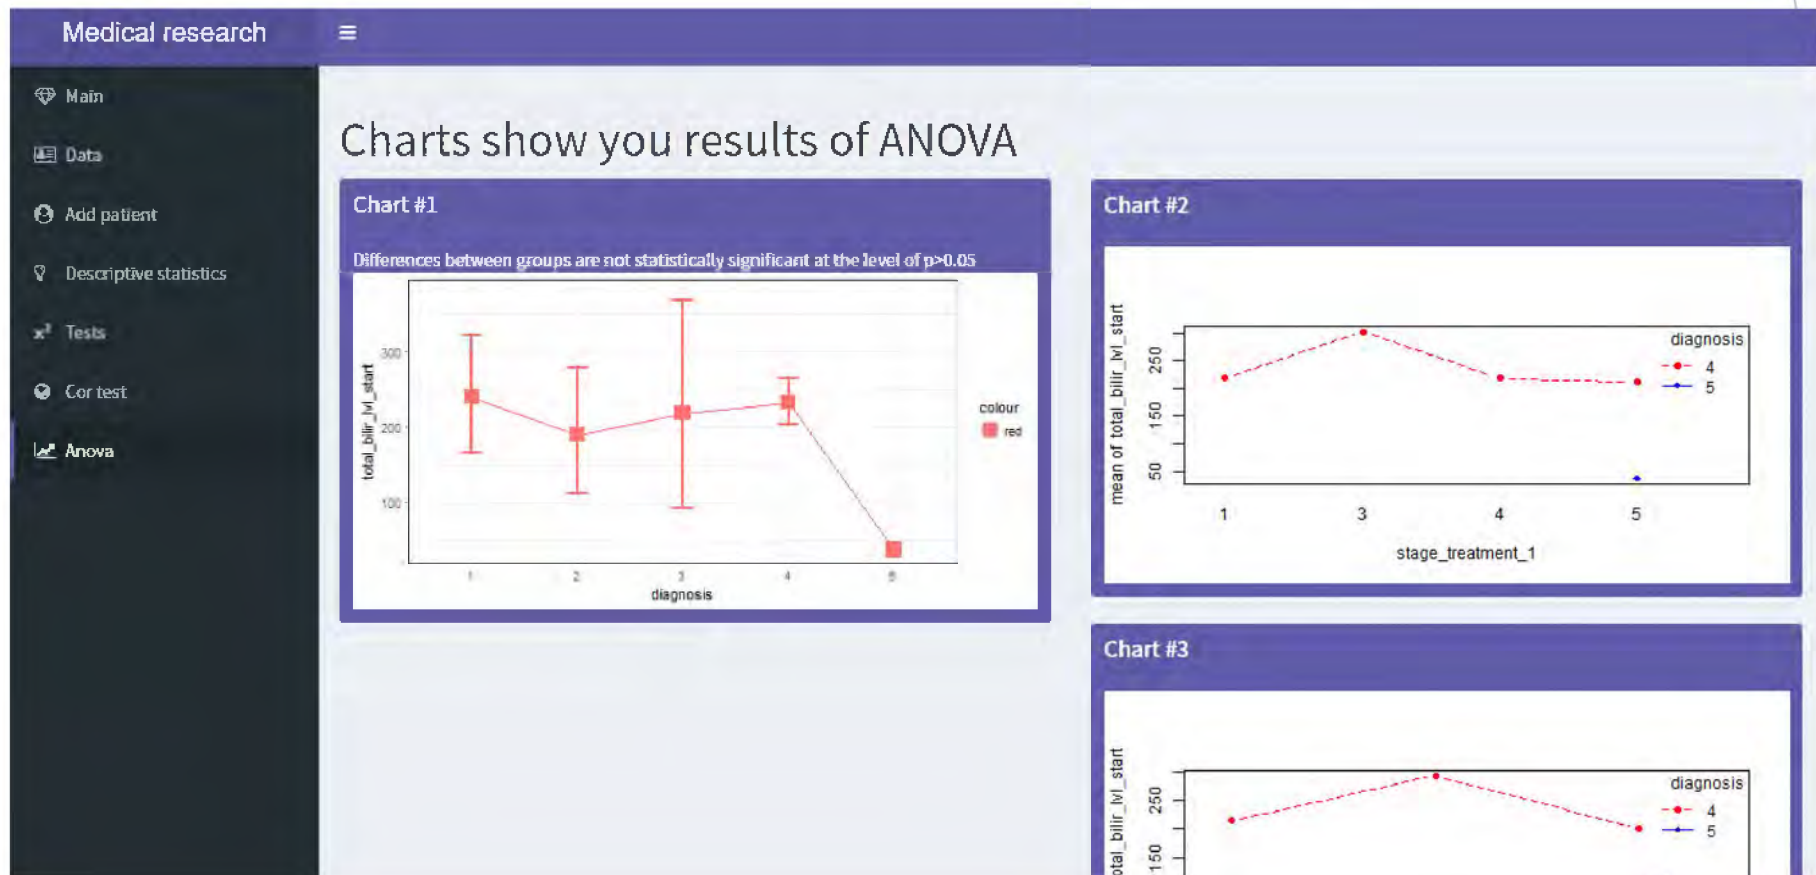 Medical research
Main
Data
Add patient
Descriptive statistics
x² Tests
Cor test
Anova
Charts show you results of ANOVA
Chart #1
Differences between groups are not statistically significant at the level of p>0.05
total_bilir_lvl_start
300
200
100
1 2 3 4 5
diagnosis
colour
red
Chart #2
mean of total_bilir_lvl_start
250
150
50
1 3 4 5
stage_treatment_1
diagnosis
4
5
Chart #3
total_bilir_lvl_start
250
150
diagnosis
4
5